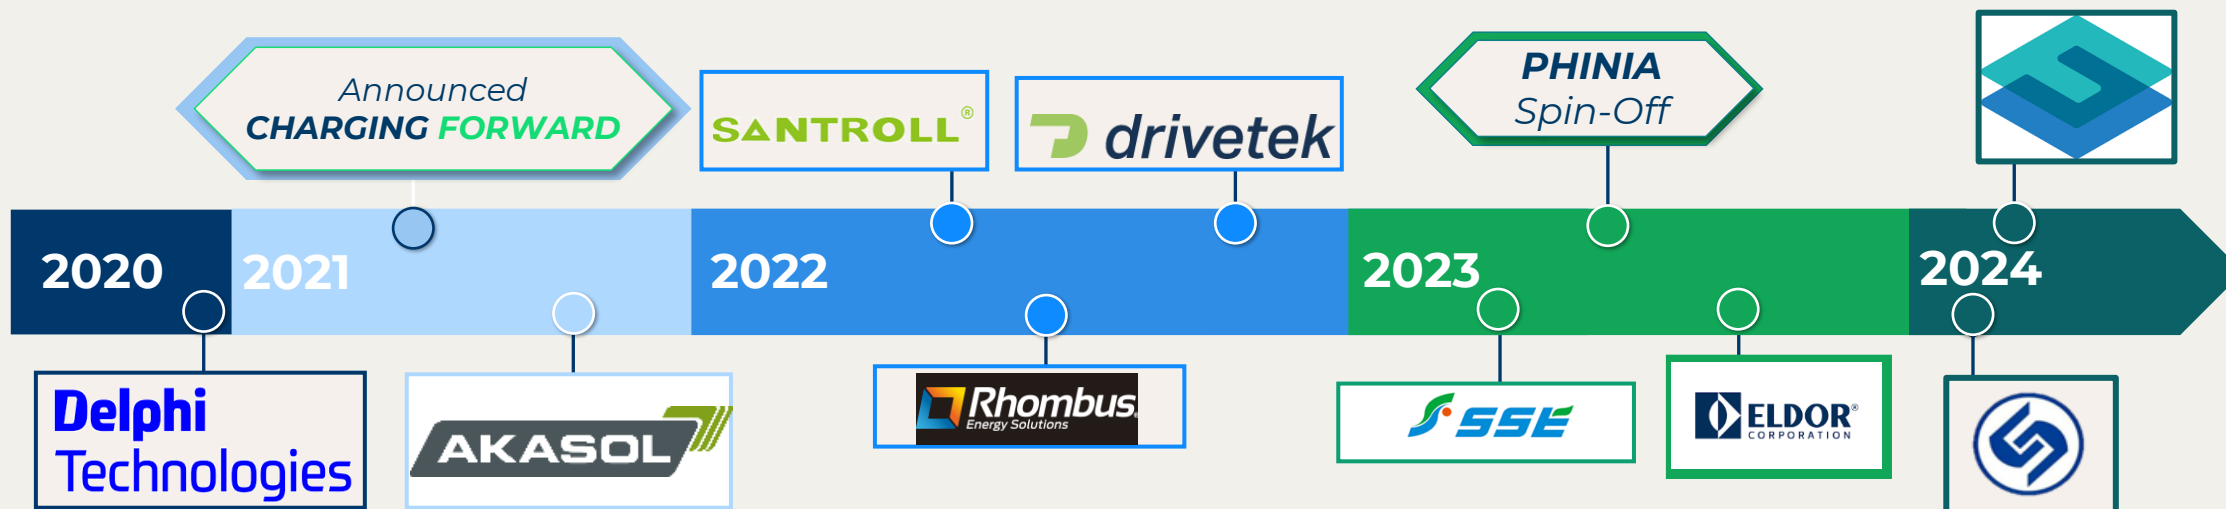 Announced
CHARGING FORWARD
SANTROLL®
drivetek
PHINIA
Spin-Off
2020
2021
2022
2023
2024
Delphi
Technologies
AKASOL
Rhombus
Energy Solutions
SSE
ELDOR®
CORPORATION